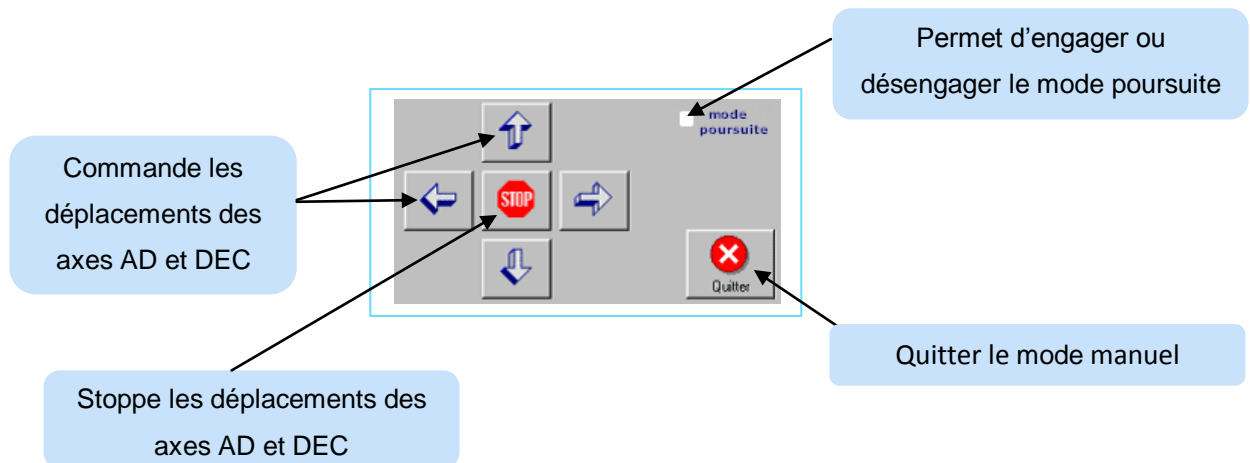 Permet d'engager ou
désengager le mode poursuite
mode
poursuite
Commande les
déplacements des
axes AD et DEC
STOP
Quitter
Quitter le mode manuel
Stoppe les déplacements des
axes AD et DEC